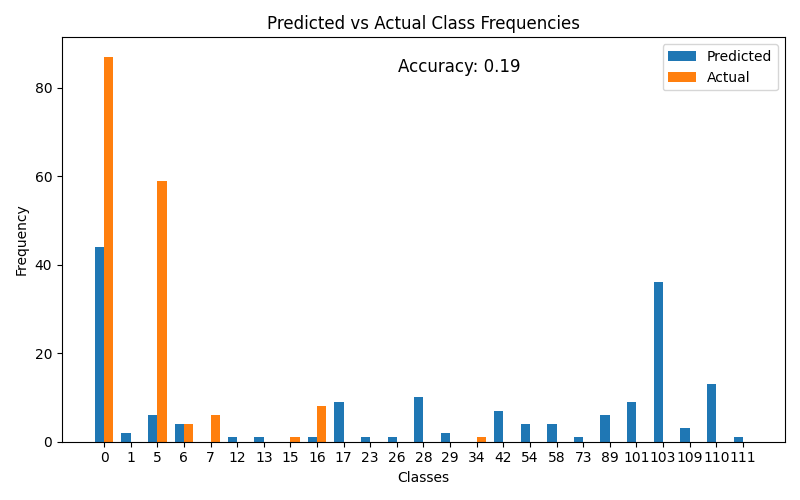 Predicted vs Actual Class Frequencies
Accuracy: 0.19
Predicted
Actual
Frequency
80
60
40
20
0
0 1 5 6 7 12 13 15 16 17 23 26 28 29 34 42 54 58 73 89 101 103 109 110 111
Classes